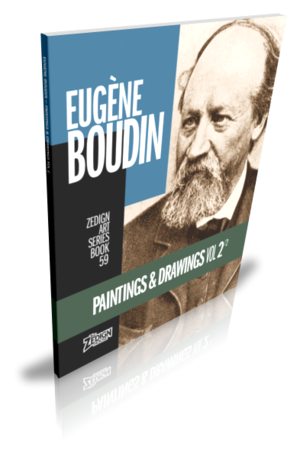 EUGÈNE
BOUDIN
ZEDIGN
ART
SERIES
BOOK
59
PAINTINGS & DRAWINGS VOL 2
ZEDIGN